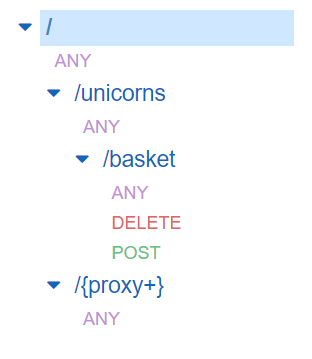 /
ANY
/unicorns
ANY
/basket
ANY
DELETE
POST
/{proxy+}
ANY